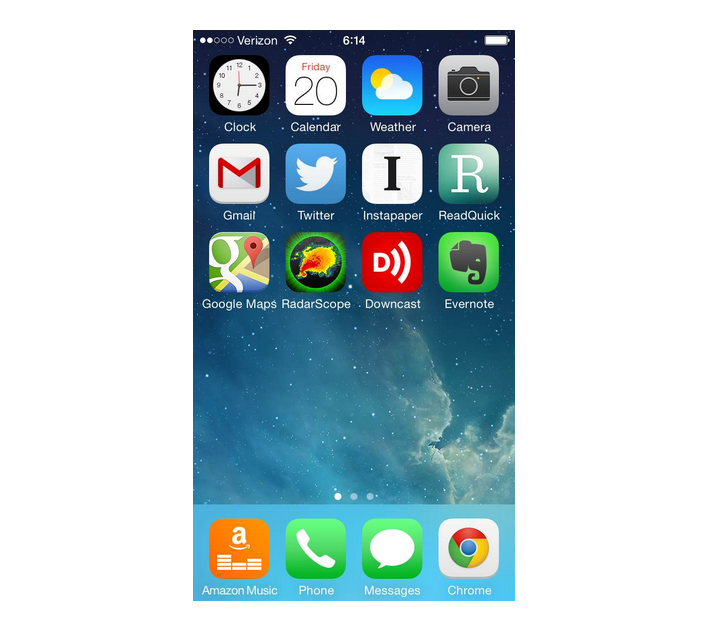 Verizon 6:14
Friday
20
Clock Calendar Weather Camera
Gmail Twitter Instapaper ReadQuick
Google Maps RadarScope Downcast Evernote
Amazon Music Phone Messages Chrome